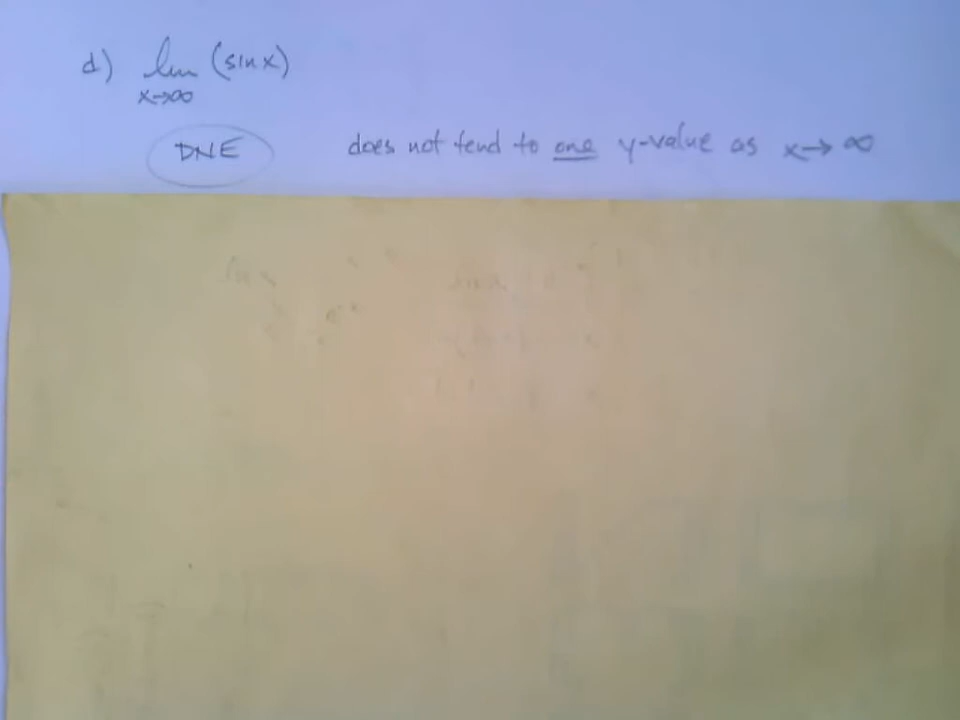 d) lim (sin x)
x→∞
DNE does not tend to one y-value as x→∞